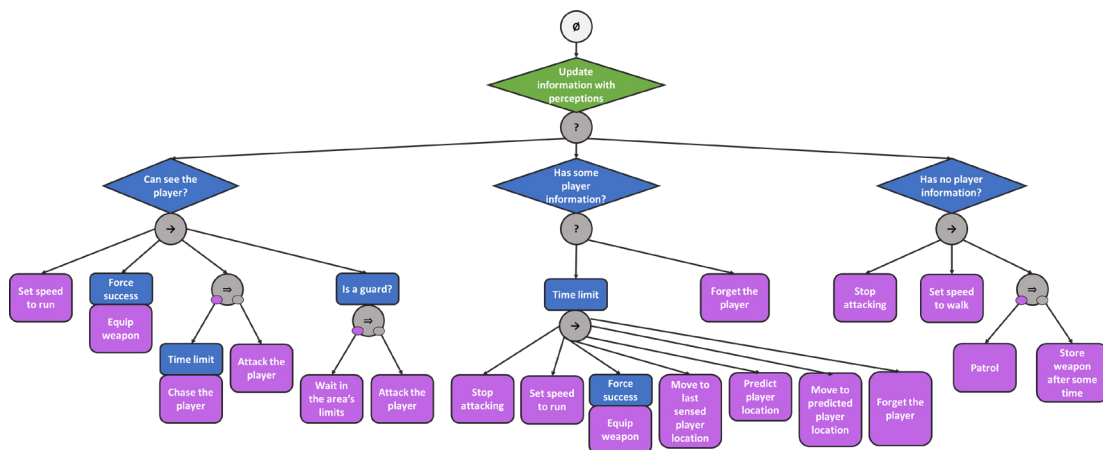 Ø
Update
information with
perceptions
?
Can see the
player?
Has some
player
information?
Has no player
information?
→
?
→
Set speed
to run
Force
success
Equip
weapon
⇒
Time limit
Chase the
player
Attack the
player
Is a guard?
⇒
Wait in
the area's
limits
Attack the
player
Time limit
→
Forget the
player
Stop
attacking
Set speed
to run
Force
success
Equip
weapon
Move to
last
sensed
player
location
Predict
player
location
Move to
predicted
player
location
Forget the
player
Stop
attacking
Set speed
to walk
⇒
Patrol
Store
weapon
after some
time